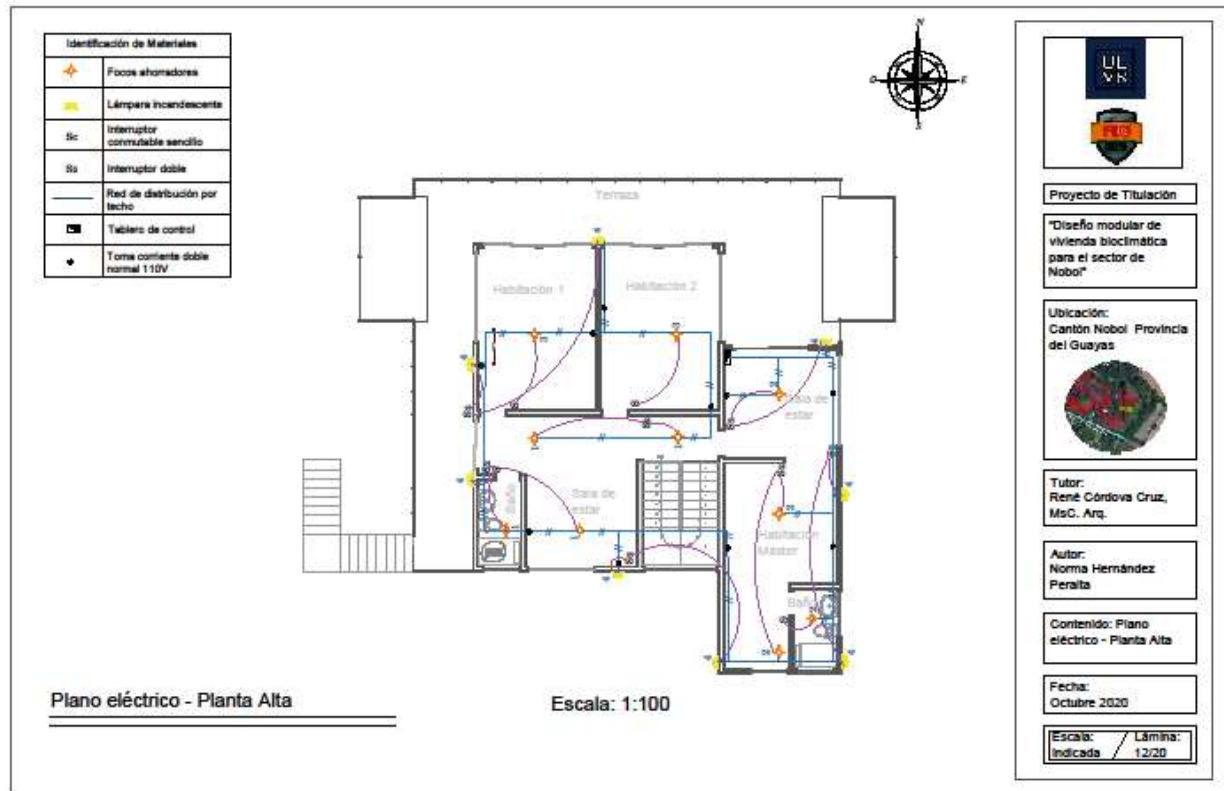 Identificación de Materiales
Focos ahorradores
Lámpara incandescente
Sc
Interruptor
conmutable sencillo
Interruptor doble
Red de distribución por
techo
Tablero de control
Toma corriente doble
normal 110V
N
O
E
S
Terraza
Habitación 1
Habitación 2
Sala de
estar
Baño
Sala de
estar
Habitación
Máster
Baño
Plano eléctrico - Planta Alta
Escala: 1:100
UL
VR
Proyecto de Titulación
"Diseño modular de
vivienda bioclimática
para el sector de
Nobol"
Ubicación:
Cantón Nobol Provincia
del Guayas
Tutor:
René Córdova Cruz,
MsC. Arq.
Autor:
Norma Hernández
Peralta
Contenido: Plano
eléctrico - Planta Alta
Fecha:
Octubre 2020
Escala:
Indicada
Lámina:
12/20